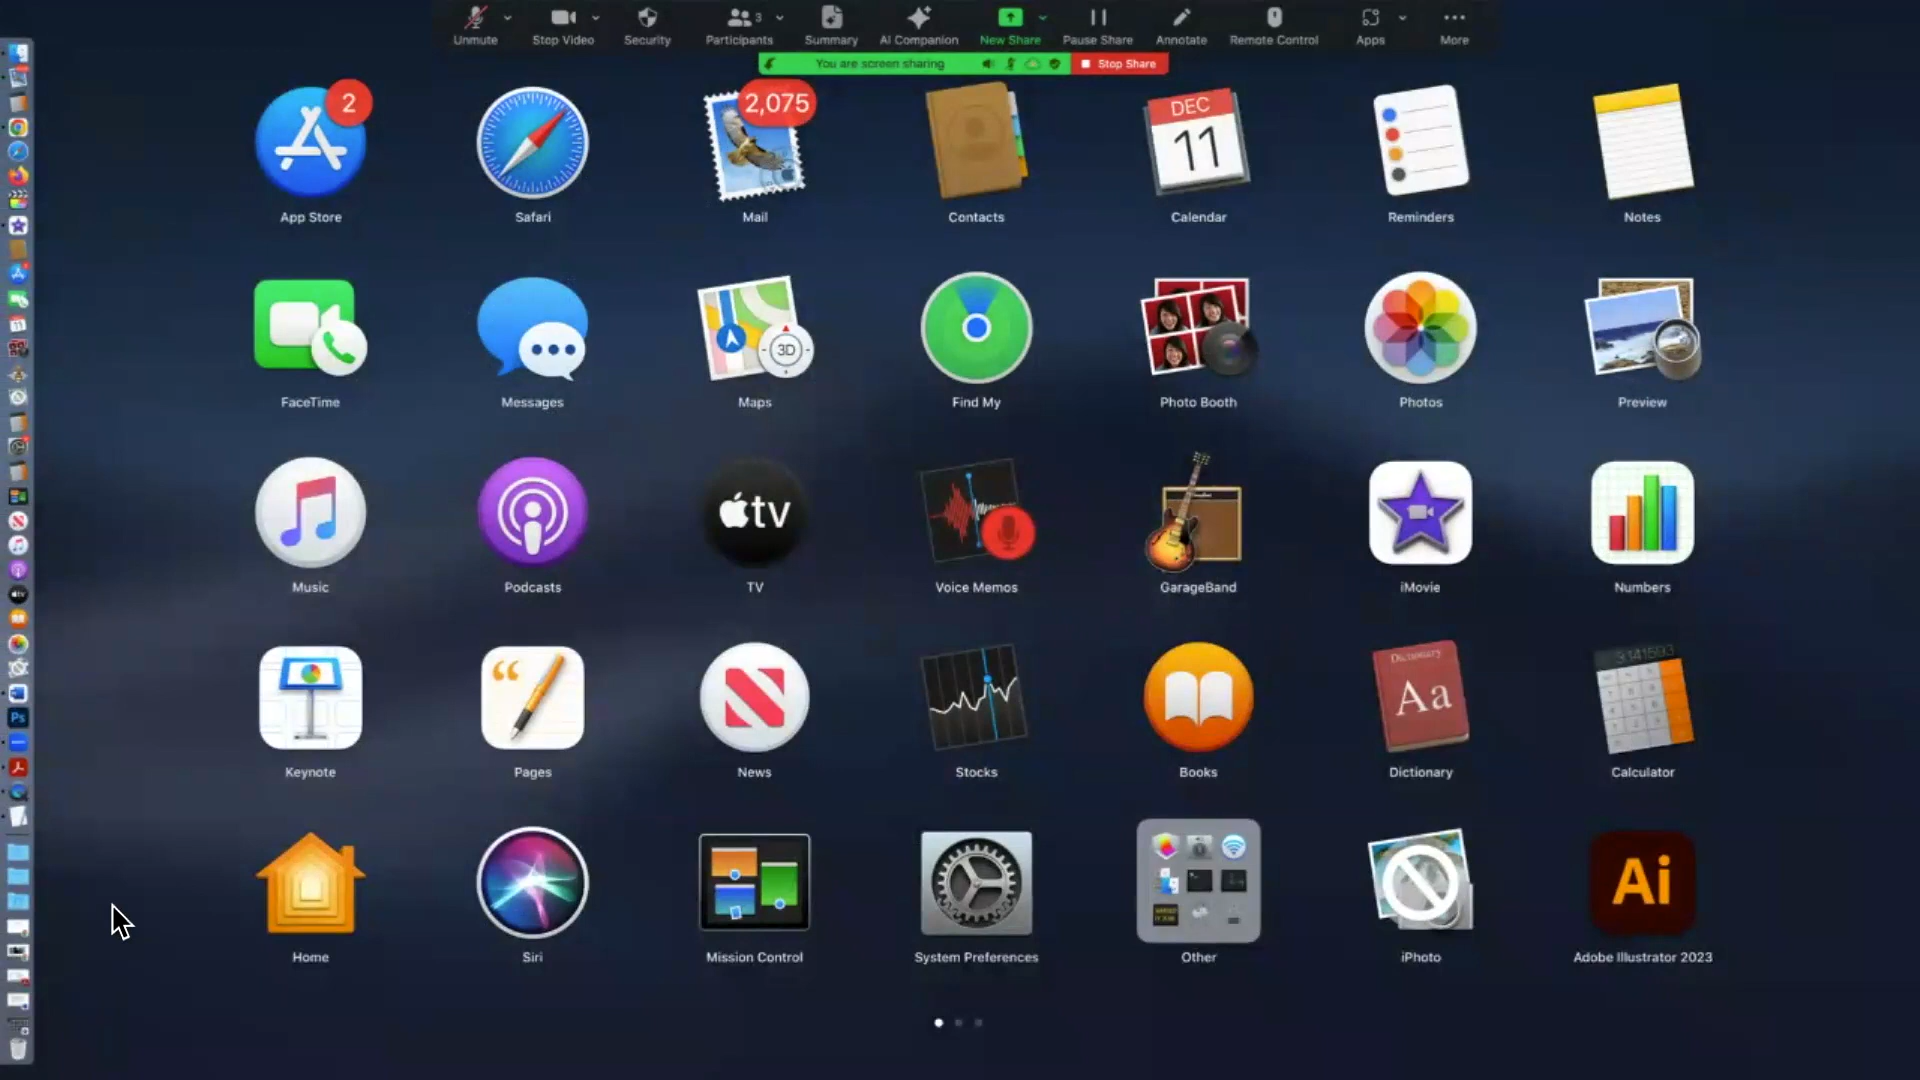 Unmute
Stop Video
Security
Participants
3
Summary
AI Companion
New Share
Pause Share
Annotate
Remote Control
Apps
More
You are screen sharing
Stop Share
2
App Store
Safari
2,075
Mail
Contacts
DEC
11
Calendar
Reminders
Notes
FaceTime
Messages
3D
Maps
Find My
Photo Booth
Photos
Preview
Music
Podcasts
tv
TV
Voice Memos
GarageBand
iMovie
Numbers
Keynote
Pages
News
Stocks
Books
Dictionary
Aa
Dictionary
3.141593
Calculator
Home
Siri
Mission Control
System Preferences
Other
iPhoto
Ai
Adobe Illustrator 2023
Ps